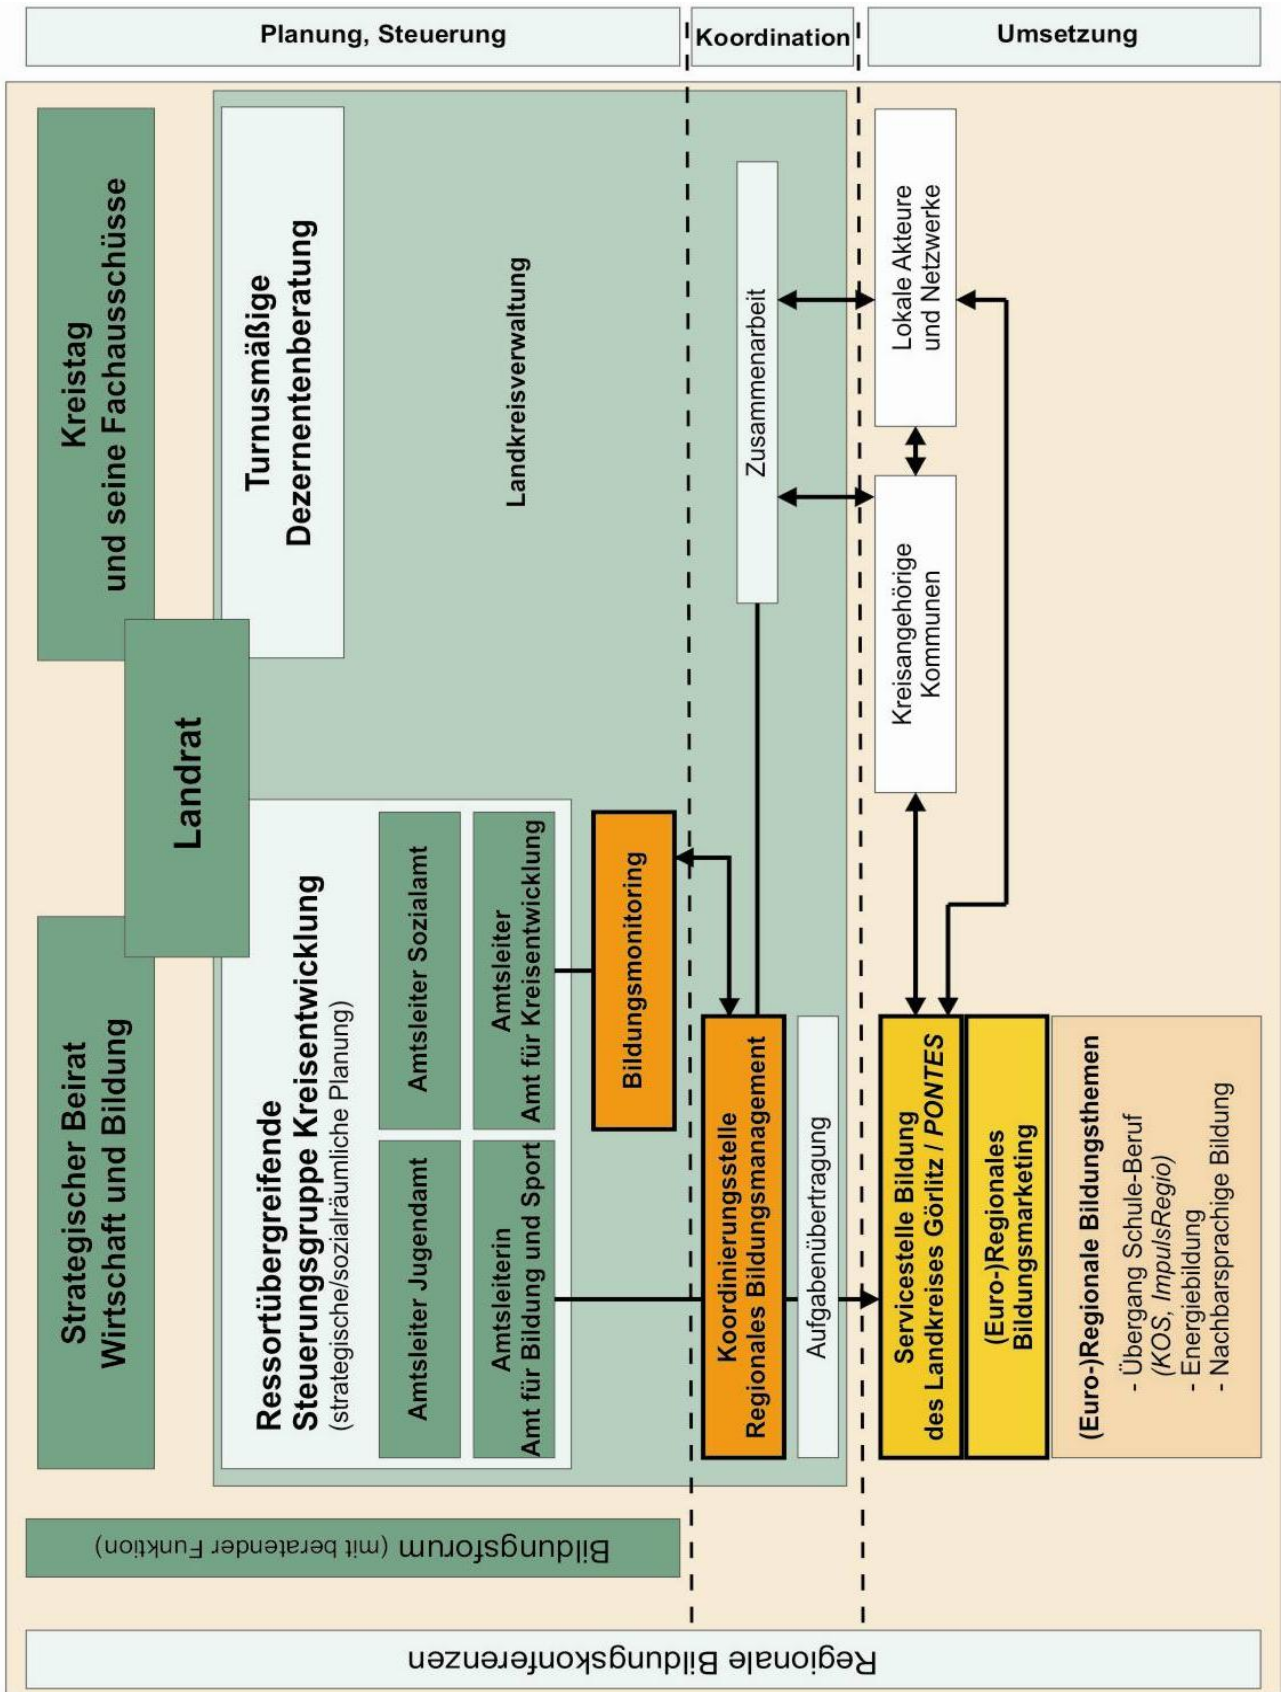 Planung, Steuerung
Koordination
Umsetzung
Strategischer Beirat
Wirtschaft und Bildung
Landrat
Kreistag
und seine Fachausschüsse
Ressortübergreifende
Steuerungsgruppe Kreisentwicklung
(strategische/sozialräumliche Planung)
Turnusmäßige
Dezernentenberatung
Amtsleiter Jugendamt
Amtsleiter Sozialamt
Amtsleiterin
Amt für Bildung und Sport
Amtsleiter
Amt für Kreisentwicklung
Landkreisverwaltung
Bildungsmonitoring
Koordinierungsstelle
Regionales Bildungsmanagement
Zusammenarbeit
Aufgabenübertragung
Servicestelle Bildung
des Landkreises Görlitz / PONTES
Kreisangehörige
Kommunen
Lokale Akteure
und Netzwerke
(Euro-)Regionales
Bildungsmarketing
(Euro-)Regionale Bildungsthemen
- Übergang Schule-Beruf
(KOS, ImpulsRegio)
- Energiebildung
- Nachbarsprachige Bildung
Bildungsforum (mit beratender Funktion)
Regionale Bildungskonferenzen